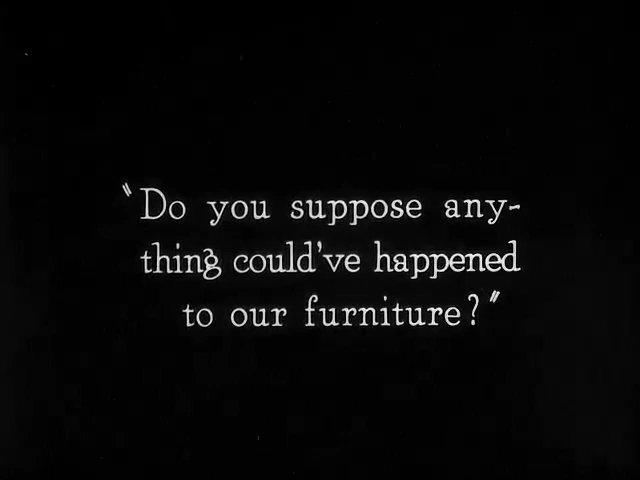 "Do you suppose any-
thing could've happened
to our furniture?"